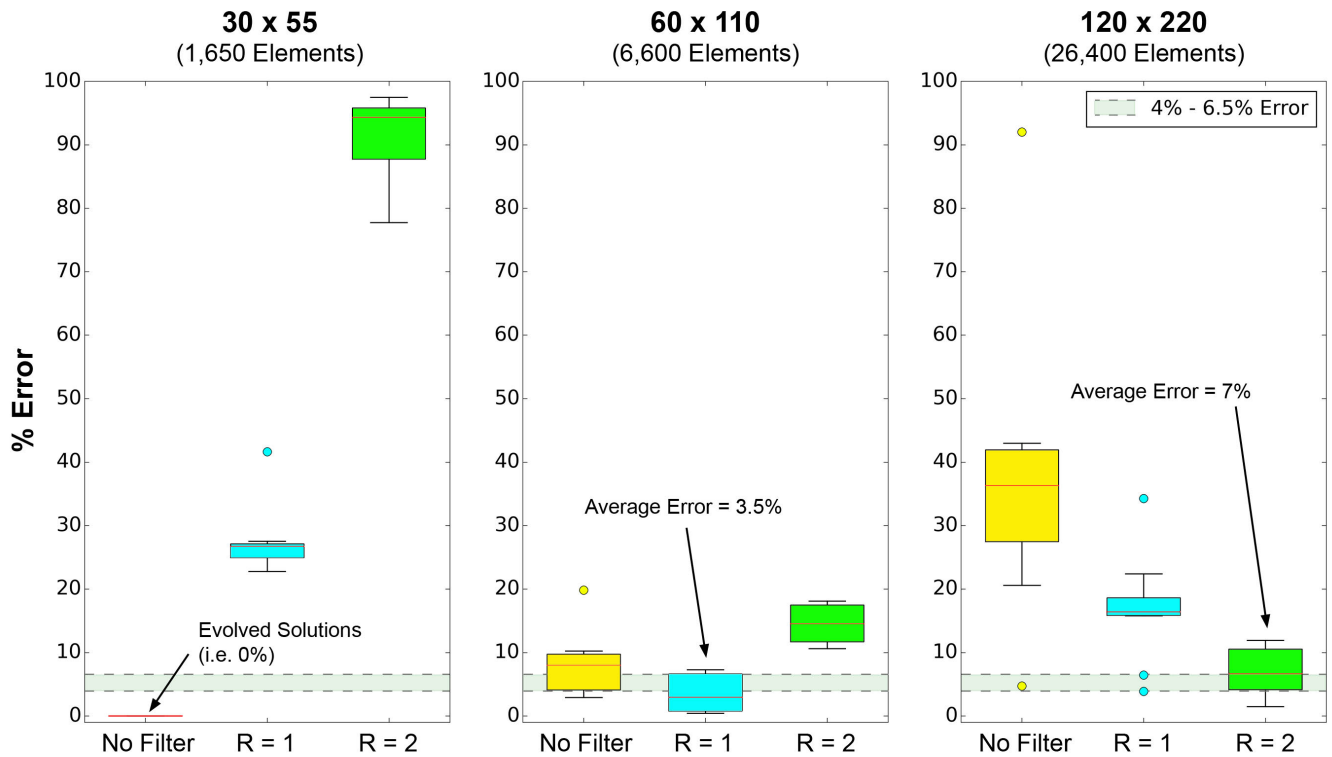 30 x 55
(1,650 Elements)
60 x 110
(6,600 Elements)
120 x 220
(26,400 Elements)
% Error
100
90
80
70
60
50
40
30
20
10
0
Evolved Solutions
(i.e. 0%)
No Filter
R = 1
R = 2
100
90
80
70
60
50
40
30
20
10
0
Average Error = 3.5%
No Filter
R = 1
R = 2
100
90
80
70
60
50
40
30
20
10
0
4% - 6.5% Error
Average Error = 7%
No Filter
R = 1
R = 2